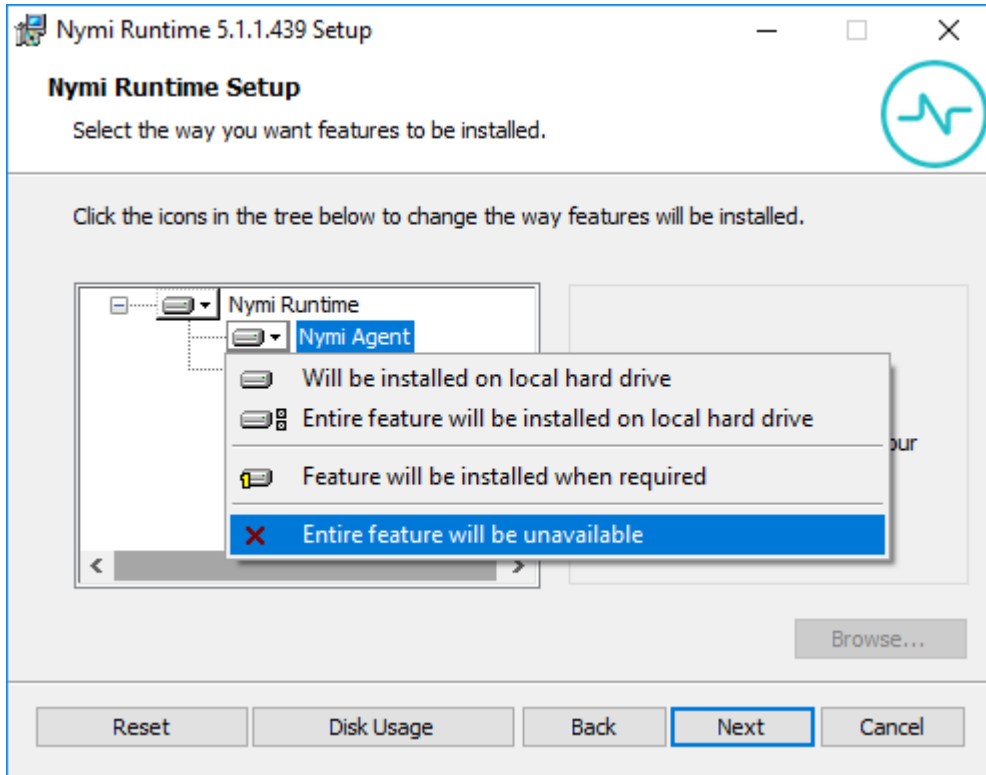 Nymi Runtime 5.1.1.439 Setup
Nymi Runtime Setup
Select the way you want features to be installed.
Click the icons in the tree below to change the way features will be installed.
Nymi Runtime
Nymi Agent
Will be installed on local hard drive
Entire feature will be installed on local hard drive
Feature will be installed when required
Entire feature will be unavailable
Browse...
Reset
Disk Usage
Back
Next
Cancel